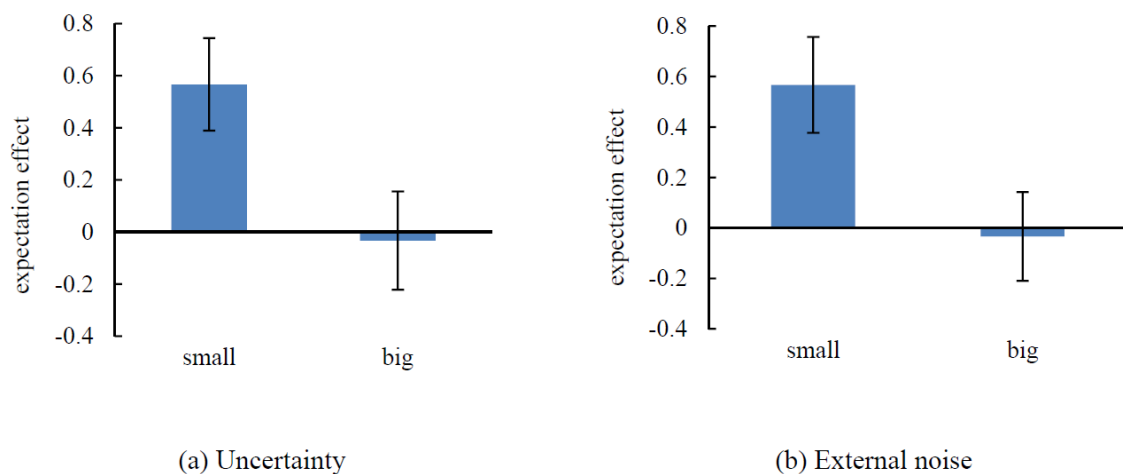 0.8
0.6
0.4
0.2
0
-0.2
-0.4
expectation effect
small big
(a) Uncertainty
0.8
0.6
0.4
0.2
0
-0.2
-0.4
expectation effect
small big
(b) External noise